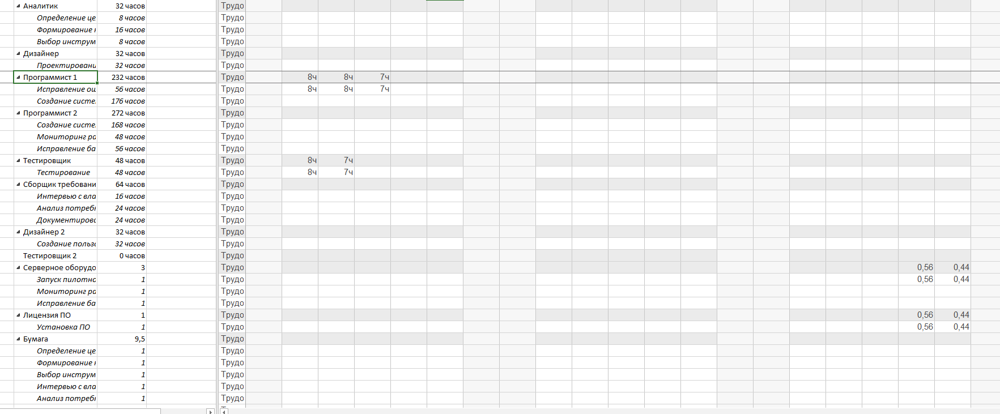 Аналитик 32 часов Трудо
Определение це 8 часов Трудо
Формирование н 16 часов Трудо
Выбор инструм 8 часов Трудо
Дизайнер 32 часов Трудо
Проектировани 32 часов Трудо
Программист 1 232 часов Трудо 8ч 8ч 7ч
Исправление ош 56 часов Трудо 8ч 8ч 7ч
Создание систе 176 часов Трудо
Программист 2 272 часов Трудо
Создание систе 168 часов Трудо
Мониторинг ра 48 часов Трудо
Исправление ба 56 часов Трудо
Тестировщик 48 часов Трудо 8ч 7ч
Тестирование 48 часов Трудо 8ч 7ч
Сборщик требовани 64 часов Трудо
Интервью с вла 16 часов Трудо
Анализ потребн 24 часов Трудо
Документирова 24 часов Трудо
Дизайнер 2 32 часов Трудо
Создание пользо 32 часов Трудо
Тестировщик 2 0 часов Трудо
Серверное оборудо 3 Трудо 0,56 0,44
Запуск пилотно 1 Трудо 0,56 0,44
Мониторинг ра 1 Трудо
Исправление ба 1 Трудо
Лицензия ПО 1 Трудо 0,56 0,44
Установка ПО 1 Трудо 0,56 0,44
Бумага 9,5 Трудо
Определение це 1 Трудо
Формирование н 1 Трудо
Выбор инструм 1 Трудо
Интервью с вла 1 Трудо
Анализ потребн 1 Трудо